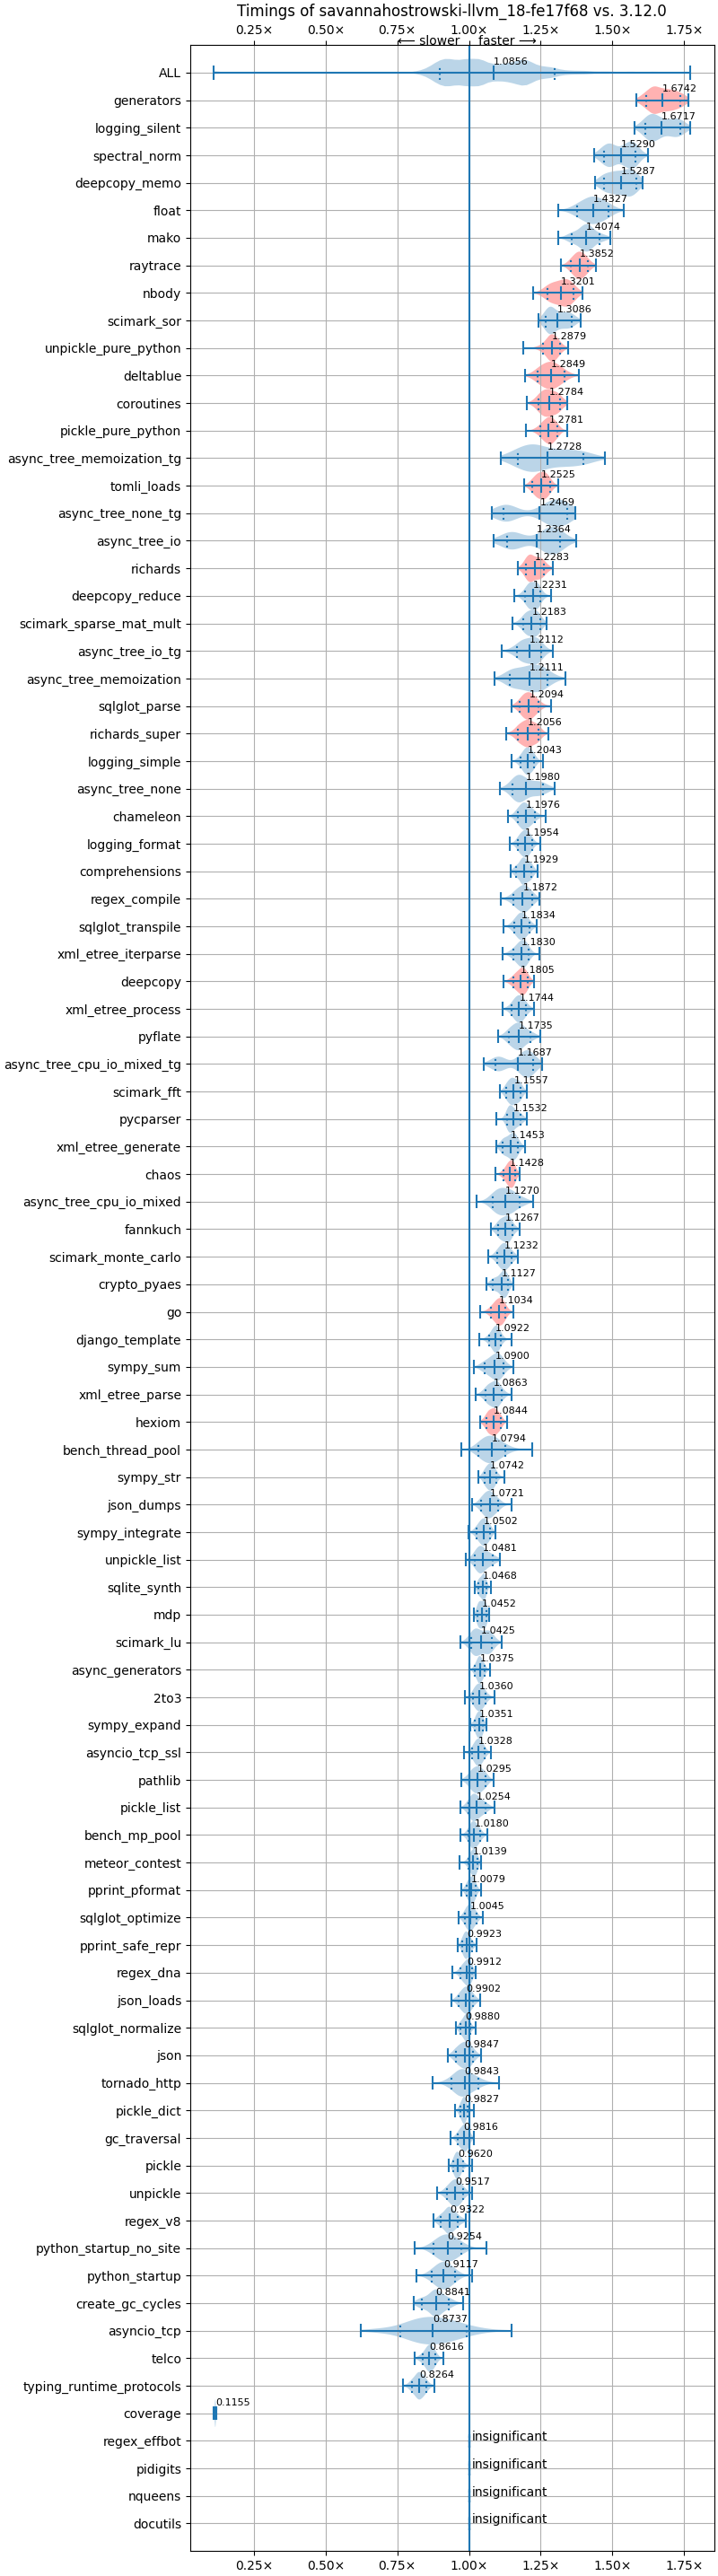 Timings of savannahostrowski-llvm_18-fe17f68 vs. 3.12.0
0.25× 0.50× 0.75× 1.00× 1.25× 1.50× 1.75×
⟵ slower faster ⟶
ALL 1.0856
generators 1.6742
logging_silent 1.6717
spectral_norm 1.5290
deepcopy_memo 1.5287
float 1.4327
mako 1.4074
raytrace 1.3852
nbody 1.3201
scimark_sor 1.3086
unpickle_pure_python 1.2879
deltablue 1.2849
coroutines 1.2784
pickle_pure_python 1.2781
async_tree_memoization_tg 1.2728
tomli_loads 1.2525
async_tree_none_tg 1.2469
async_tree_io 1.2364
richards 1.2283
deepcopy_reduce 1.2231
scimark_sparse_mat_mult 1.2183
async_tree_io_tg 1.2112
async_tree_memoization 1.2111
sqlglot_parse 1.2094
richards_super 1.2056
logging_simple 1.2043
async_tree_none 1.1980
chameleon 1.1976
logging_format 1.1954
comprehensions 1.1929
regex_compile 1.1872
sqlglot_transpile 1.1834
xml_etree_iterparse 1.1830
deepcopy 1.1805
xml_etree_process 1.1744
pyflate 1.1735
async_tree_cpu_io_mixed_tg 1.1687
scimark_fft 1.1557
pycparser 1.1532
xml_etree_generate 1.1453
chaos 1.1428
async_tree_cpu_io_mixed 1.1270
fannkuch 1.1267
scimark_monte_carlo 1.1232
crypto_pyaes 1.1127
go 1.1034
django_template 1.0922
sympy_sum 1.0900
xml_etree_parse 1.0863
hexiom 1.0844
bench_thread_pool 1.0794
sympy_str 1.0742
json_dumps 1.0721
sympy_integrate 1.0502
unpickle_list 1.0481
sqlite_synth 1.0468
mdp 1.0452
scimark_lu 1.0425
async_generators 1.0375
2to3 1.0360
sympy_expand 1.0351
asyncio_tcp_ssl 1.0328
pathlib 1.0295
pickle_list 1.0254
bench_mp_pool 1.0180
meteor_contest 1.0139
pprint_pformat 1.0079
sqlglot_optimize 1.0045
pprint_safe_repr 0.9923
regex_dna 0.9912
json_loads 0.9902
sqlglot_normalize 0.9880
json 0.9847
tornado_http 0.9843
pickle_dict 0.9827
gc_traversal 0.9816
pickle 0.9620
unpickle 0.9517
regex_v8 0.9322
python_startup_no_site 0.9254
python_startup 0.9117
create_gc_cycles 0.8841
asyncio_tcp 0.8737
telco 0.8616
typing_runtime_protocols 0.8264
coverage 0.1155
regex_effbot insignificant
pidigits insignificant
nqueens insignificant
docutils insignificant
0.25× 0.50× 0.75× 1.00× 1.25× 1.50× 1.75×